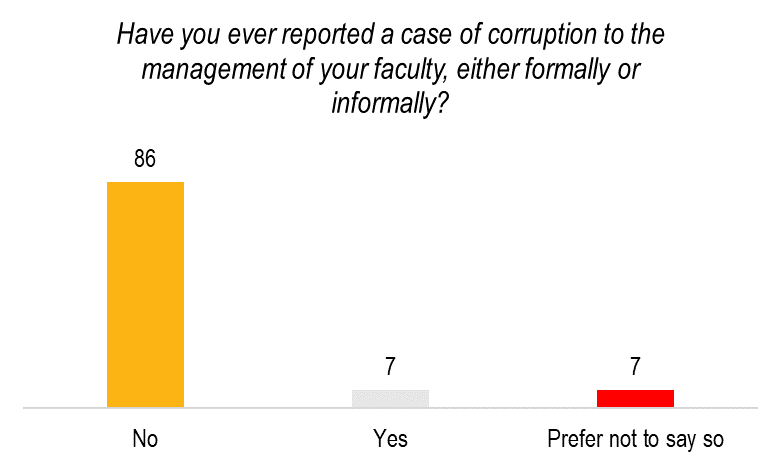 Have you ever reported a case of corruption to the
management of your faculty, either formally or
informally?
86
7
7
No
Yes
Prefer not to say so